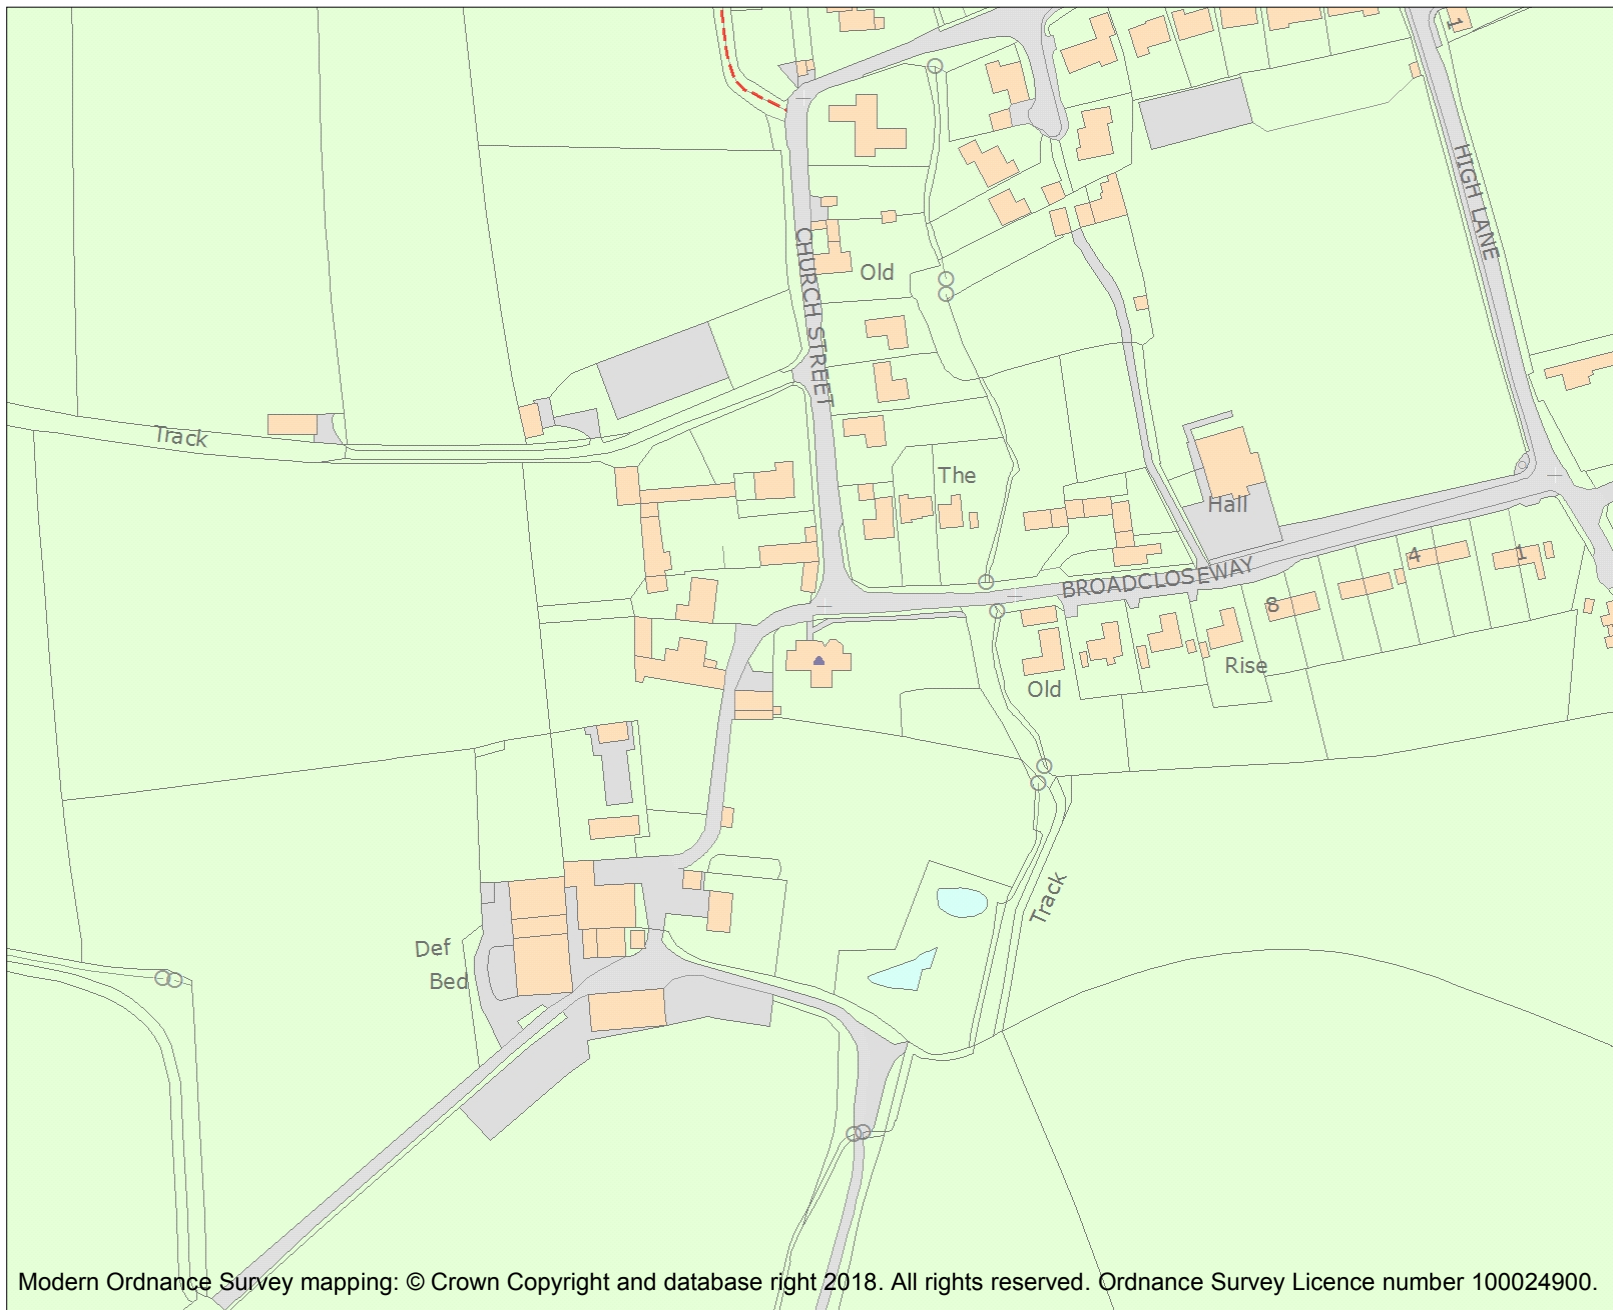 1
HIGH LANE
CHURCH STREET
Old
Track
The
Hall
BROADCLOSEWAY
4
1
8
Rise
Old
Track
Def
Bed
Modern Ordnance Survey mapping: © Crown Copyright and database right 2018. All rights reserved. Ordnance Survey Licence number 100024900.